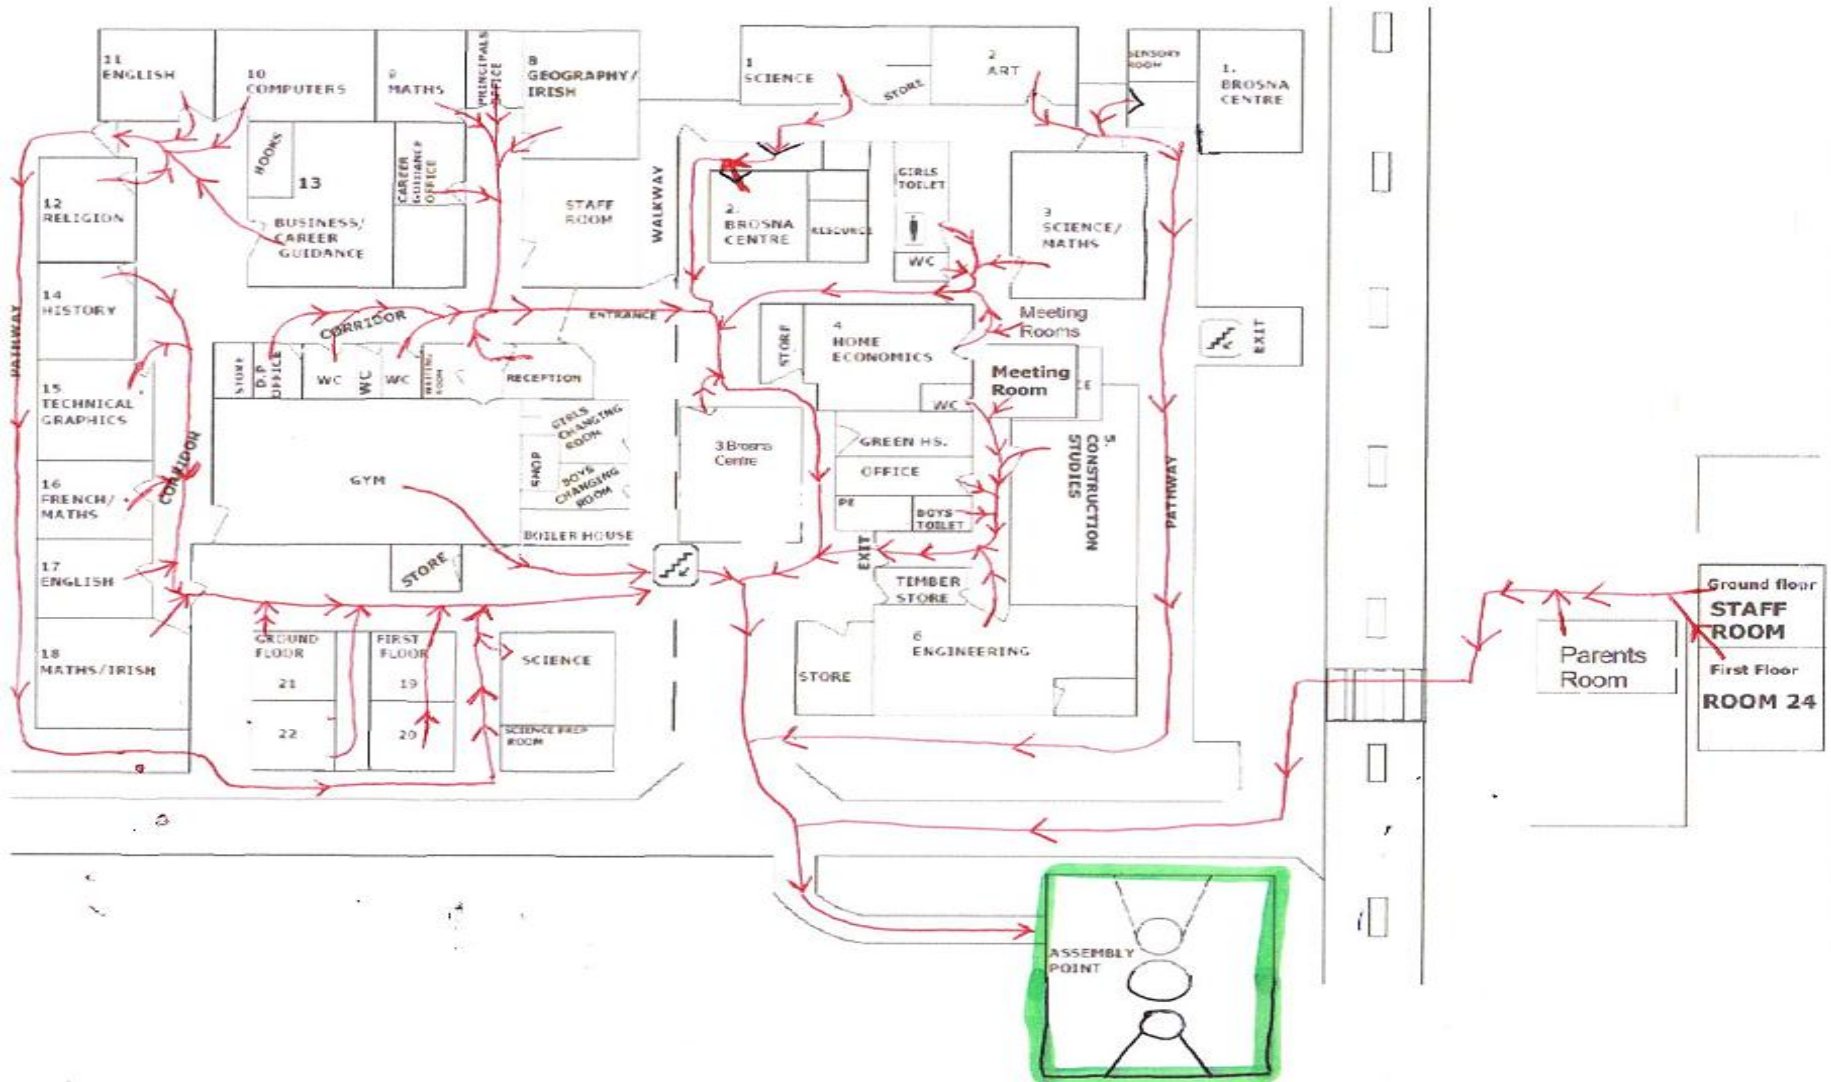 11
ENGLISH
10
COMPUTERS
9
MATHS
PRINCIPALS
OFFICE
8
GEOGRAPHY/
IRISH
1
SCIENCE
STORE
2
ART
SENSORY
ROOM
1.
BROSNA
CENTRE
HOOKS
13
BUSINESS/
CAREER
GUIDANCE
CAREER
GUIDANCE
OFFICE
STAFF
ROOM
WALKWAY
2.
BROSNA
CENTRE
RESOURCE
GIRLS
TOILET
WC
3
SCIENCE/
MATHS
12
RELIGION
14
HISTORY
PATHWAY
CORRIDOR
ENTRANCE
STORE
D.P
OFFICE
WC
WC
WC
WAITING
ROOM
RECEPTION
STORE
4
HOME
ECONOMICS
Meeting
Rooms
Meeting
Room
E
WC
EXIT
15
TECHNICAL
GRAPHICS
CORRIDOR
GYM
GIRLS
CHANGING
ROOM
SHOP
BOYS
CHANGING
ROOM
BOILER HOUSE
3 Brosna
Centre
GREEN HS.
OFFICE
PE
BOYS
TOILET
5.
CONSTRUCTION
STUDIES
PATHWAY
16
FRENCH/
MATHS
17
ENGLISH
STORE
EXIT
TIMBER
STORE
18
MATHS/IRISH
GROUND
FLOOR
21
22
FIRST
FLOOR
19
20
SCIENCE
SCIENCE PREP
ROOM
STORE
6
ENGINEERING
Ground floor
STAFF
ROOM
First Floor
ROOM 24
Parents
Room
ASSEMBLY
POINT